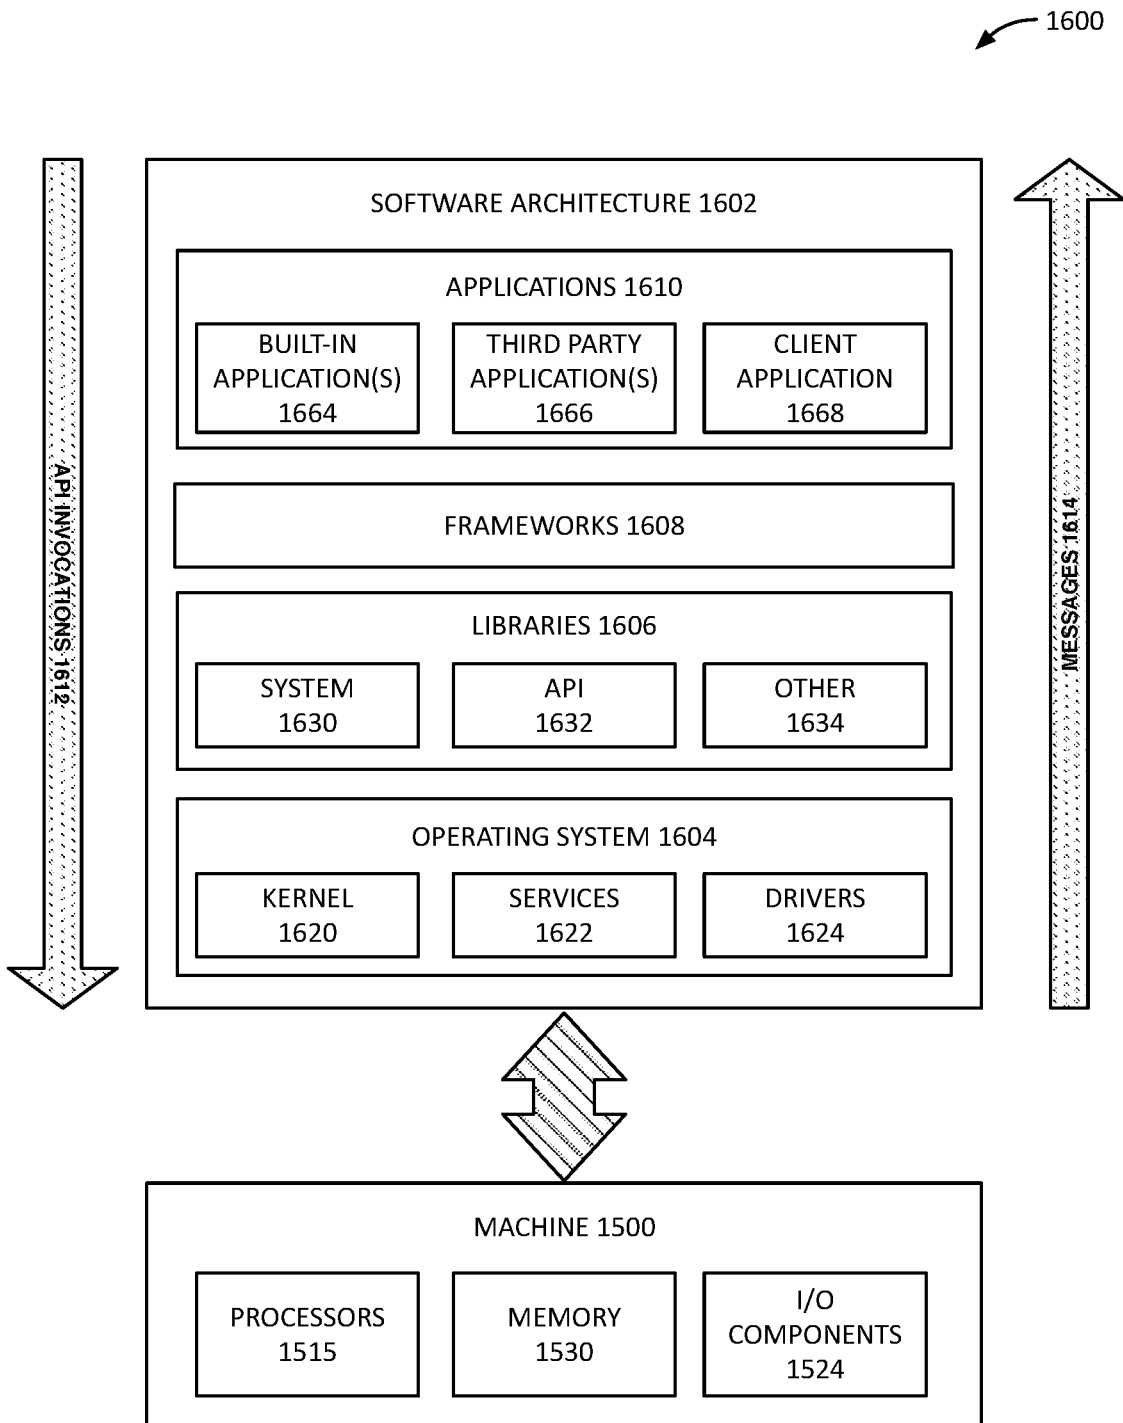 1600
SOFTWARE ARCHITECTURE 1602
APPLICATIONS 1610
BUILT-IN
APPLICATION(S)
1664
THIRD PARTY
APPLICATION(S)
1666
CLIENT
APPLICATION
1668
FRAMEWORKS 1608
LIBRARIES 1606
SYSTEM
1630
API
1632
OTHER
1634
OPERATING SYSTEM 1604
KERNEL
1620
SERVICES
1622
DRIVERS
1624
API INVOCATIONS 1612
MESSAGES 1614
MACHINE 1500
PROCESSORS
1515
MEMORY
1530
I/O
COMPONENTS
1524